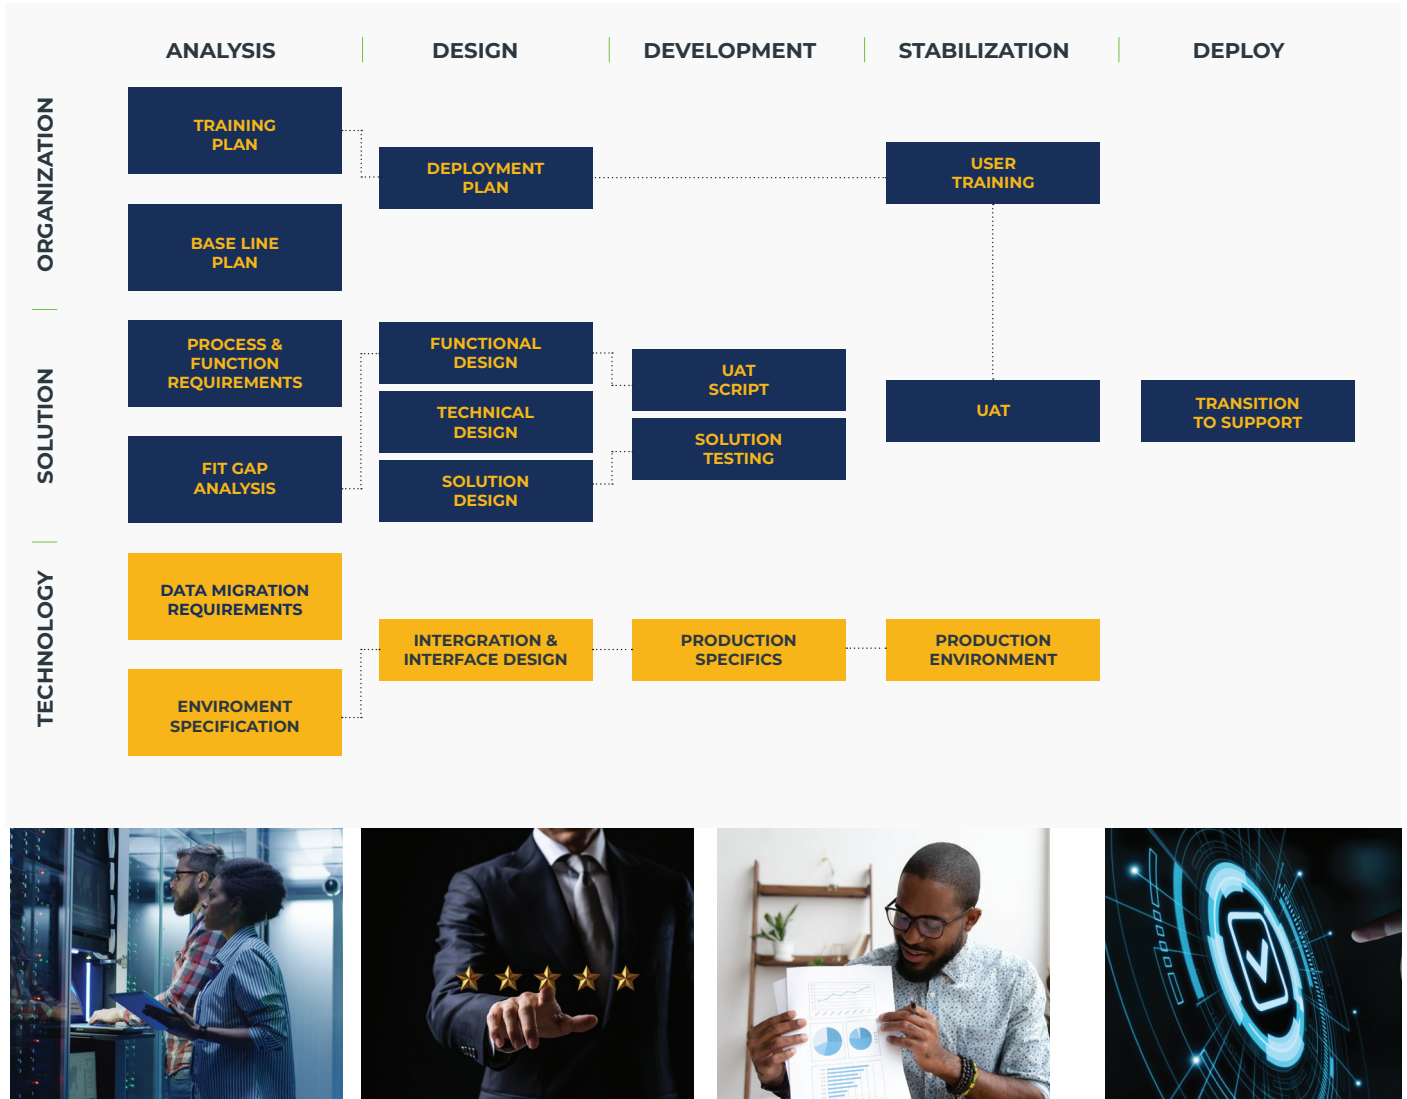 ANALYSIS
DESIGN
DEVELOPMENT
STABILIZATION
DEPLOY
ORGANIZATION
TRAINING
PLAN
DEPLOYMENT
PLAN
USER
TRAINING
BASE LINE
PLAN
SOLUTION
PROCESS &
FUNCTION
REQUIREMENTS
FUNCTIONAL
DESIGN
UAT
SCRIPT
TECHNICAL
DESIGN
UAT
TRANSITION
TO SUPPORT
FIT GAP
ANALYSIS
SOLUTION
DESIGN
SOLUTION
TESTING
TECHNOLOGY
DATA MIGRATION
REQUIREMENTS
INTERGRATION &
INTERFACE DESIGN
PRODUCTION
SPECIFICS
PRODUCTION
ENVIRONMENT
ENVIROMENT
SPECIFICATION